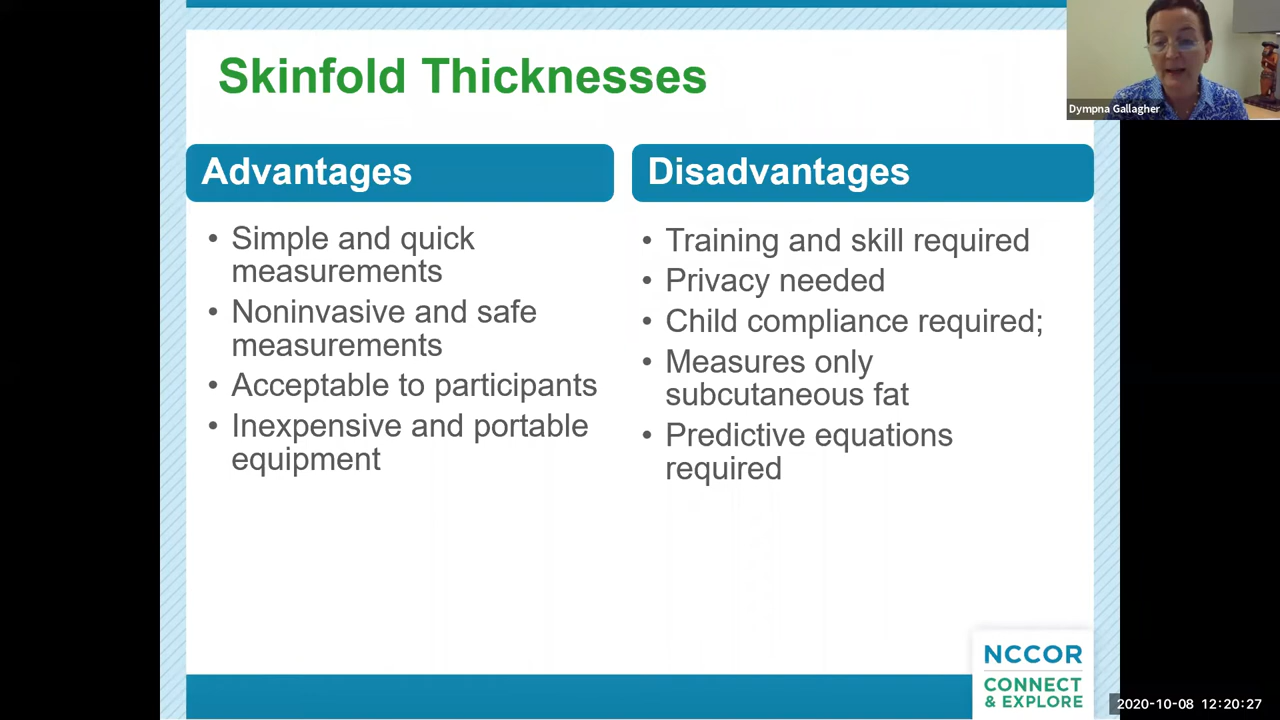 Skinfold Thicknesses
Dympna Gallagher
Advantages
• Simple and quick
measurements
• Noninvasive and safe
measurements
• Acceptable to participants
• Inexpensive and portable
equipment
Disadvantages
• Training and skill required
• Privacy needed
• Child compliance required;
• Measures only
subcutaneous fat
• Predictive equations
required
NCCOR
CONNECT
& EXPLORE
2020-10-08 12:20:27